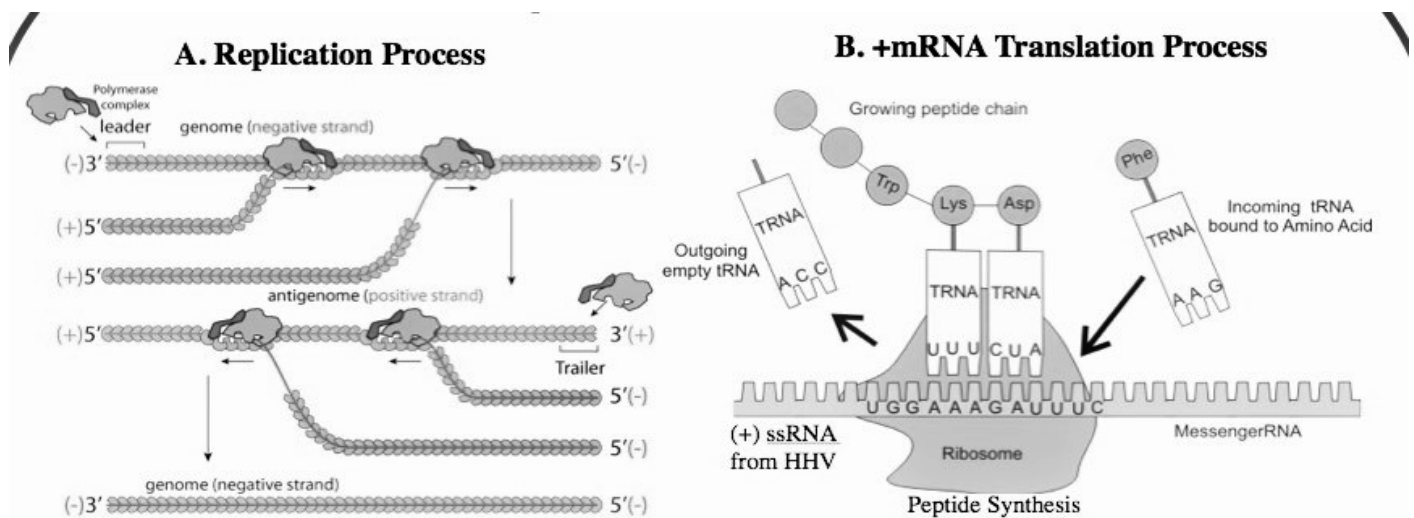 A. Replication Process
Polymerase
complex
leader
genome (negative strand)
(-)3' 5'(-)
(+)5'
(+)5'
antigenome (positive strand)
(+)5' 3'(+)
Trailer
5'(-)
5'(-)
genome (negative strand)
(-)3' 5'(-)
B. +mRNA Translation Process
Growing peptide chain
Phe
Trp
Lys Asp
TRNA
A C C
Outgoing
empty tRNA
TRNA
A A G
Incoming tRNA
bound to Amino Acid
TRNA TRNA
U U U C U A
U G G A A A G A U U U C
(+) ssRNA
from HHV
MessengerRNA
Ribosome
Peptide Synthesis